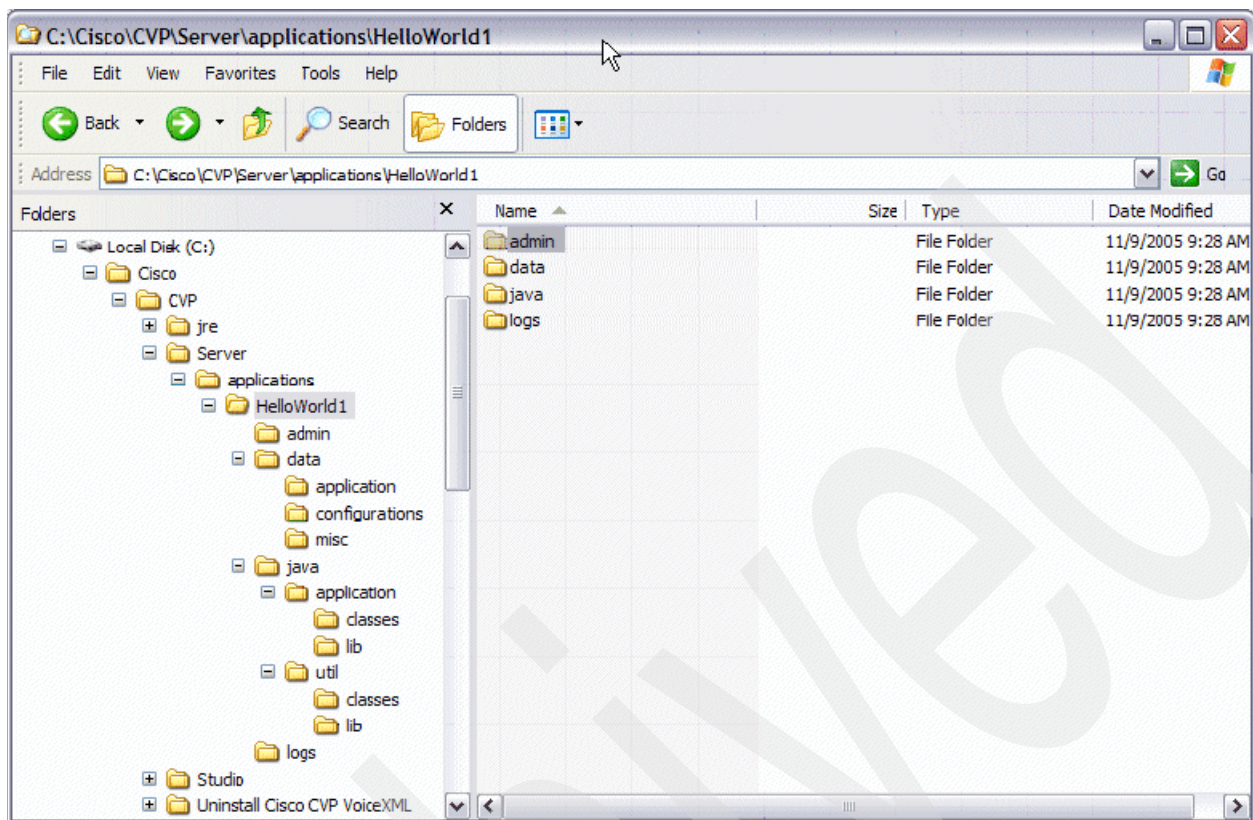 C:\Cisco\CVP\Server\applications\HelloWorld1
File Edit View Favorites Tools Help
Back Search Folders
Address C:\Cisco\CVP\Server\applications\HelloWorld1 Go
Folders
Local Disk (C:)
Cisco
CVP
jre
Server
applications
HelloWorld1
admin
data
application
configurations
misc
java
application
classes
lib
util
classes
lib
logs
Studio
Uninstall Cisco CVP VoiceXML
Name Size Type Date Modified
admin File Folder 11/9/2005 9:28 AM
data File Folder 11/9/2005 9:28 AM
java File Folder 11/9/2005 9:28 AM
logs File Folder 11/9/2005 9:28 AM